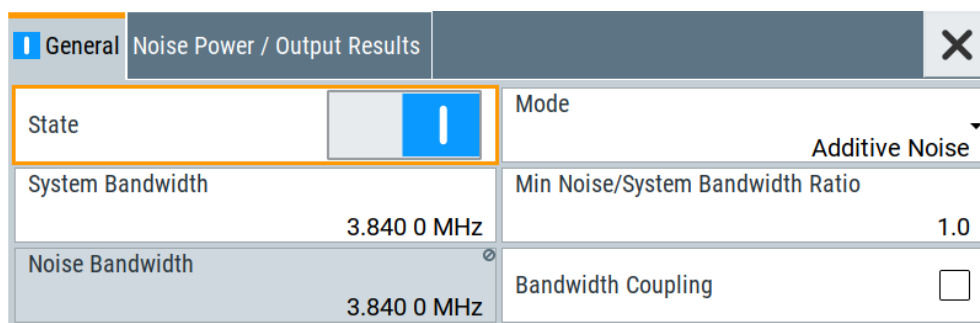 General
Noise Power / Output Results
State
Mode
Additive Noise
System Bandwidth
3.840 0 MHz
Min Noise/System Bandwidth Ratio
1.0
Noise Bandwidth
3.840 0 MHz
Bandwidth Coupling